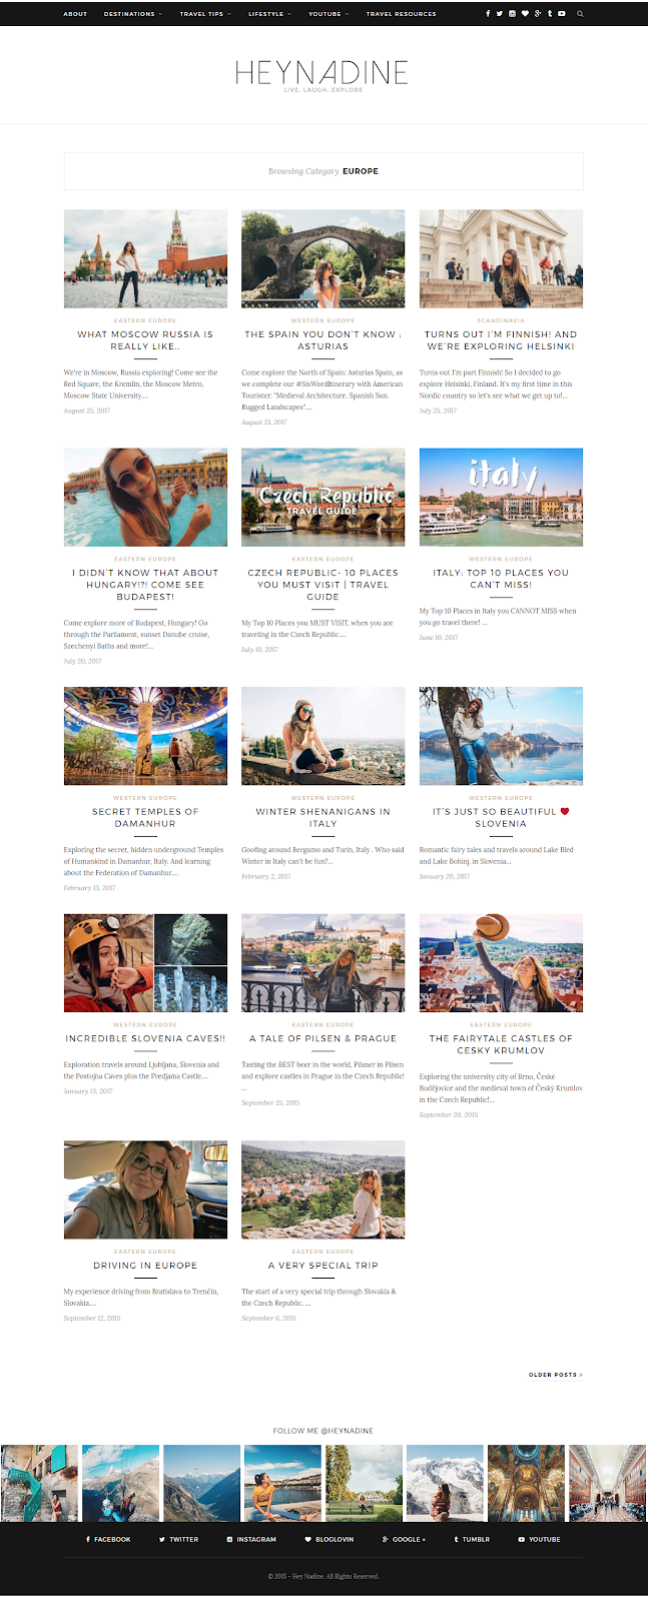 ABOUT DESTINATIONS TRAVEL TIPS LIFESTYLE YOUTUBE TRAVEL RESOURCES
HEYNADINE
LIVE. LAUGH. EXPLORE
Browsing Category EUROPE
EASTERN EUROPE
WHAT MOSCOW RUSSIA IS
REALLY LIKE..
We're in Moscow, Russia exploring! Come see the
Red Square, the Kremlin, the Moscow Metro,
Moscow State University....
August 25, 2017
WESTERN EUROPE
THE SPAIN YOU DON'T KNOW :
ASTURIAS
Come explore the North of Spain: Asturias Spain, as
we complete our #SixWordItinerary with American
Tourister: "Medieval Architecture. Spanish Sun.
Rugged Landscapes"....
August 13, 2017
SCANDINAVIA
TURNS OUT I'M FINNISH! AND
WE'RE EXPLORING HELSINKI
Turns out I'm part Finnish! So I decided to go
explore Helsinki, Finland. It's my first time in this
Nordic country so let's see what we get up to!...
July 25, 2017
EASTERN EUROPE
I DIDN'T KNOW THAT ABOUT
HUNGARY!?! COME SEE
BUDAPEST!
Come explore more of Budapest, Hungary! Go
through the Parliament, sunset Danube cruise,
Szechenyi Baths and more!...
July 20, 2017
Czech Republic
TRAVEL GUIDE
EASTERN EUROPE
CZECH REPUBLIC- 10 PLACES
YOU MUST VISIT | TRAVEL
GUIDE
My Top 10 Places you MUST VISIT, when you are
traveling in the Czech Republic....
July 10, 2017
italy
WESTERN EUROPE
ITALY: TOP 10 PLACES YOU
CAN'T MISS!
My Top 10 Places in Italy you CANNOT MISS when
you go travel there! ...
June 10, 2017
WESTERN EUROPE
SECRET TEMPLES OF
DAMANHUR
Exploring the secret, hidden underground Temples
of Humankind in Damanhur, Italy. And learning
about the Federation of Damanhur....
February 13, 2017
WESTERN EUROPE
WINTER SHENANIGANS IN
ITALY
Goofing around Bergamo and Turin, Italy . Who said
Winter in Italy can't be fun?...
February 2, 2017
WESTERN EUROPE
IT'S JUST SO BEAUTIFUL ❤
SLOVENIA
Romantic fairy tales and travels around Lake Bled
and Lake Bohinj, in Slovenia...
January 20, 2017
WESTERN EUROPE
INCREDIBLE SLOVENIA CAVES!!
Exploration travels around Ljubljana, Slovenia and
the Postojna Caves plus the Predjama Castle....
January 13, 2017
EASTERN EUROPE
A TALE OF PILSEN & PRAGUE
Tasting the BEST beer in the world, Pilsner in Pilsen
and explore castles in Prague in the Czech Republic!
...
September 25, 2015
EASTERN EUROPE
THE FAIRYTALE CASTLES OF
CESKY KRUMLOV
Exploring the university city of Brno, České
Budějovice and the medieval town of Český Krumlov
in the Czech Republic!...
September 20, 2015
EASTERN EUROPE
DRIVING IN EUROPE
My experience driving from Bratislava to Trenčín,
Slovakia....
September 12, 2015
EASTERN EUROPE
A VERY SPECIAL TRIP
The start of a very special trip through Slovakia &
the Czech Republic. ...
September 6, 2015
OLDER POSTS >
FOLLOW ME @HEYNADINE
FACEBOOK TWITTER INSTAGRAM BLOGLOVIN GOOGLE + TUMBLR YOUTUBE
© 2015 - Hey Nadine. All Rights Reserved.